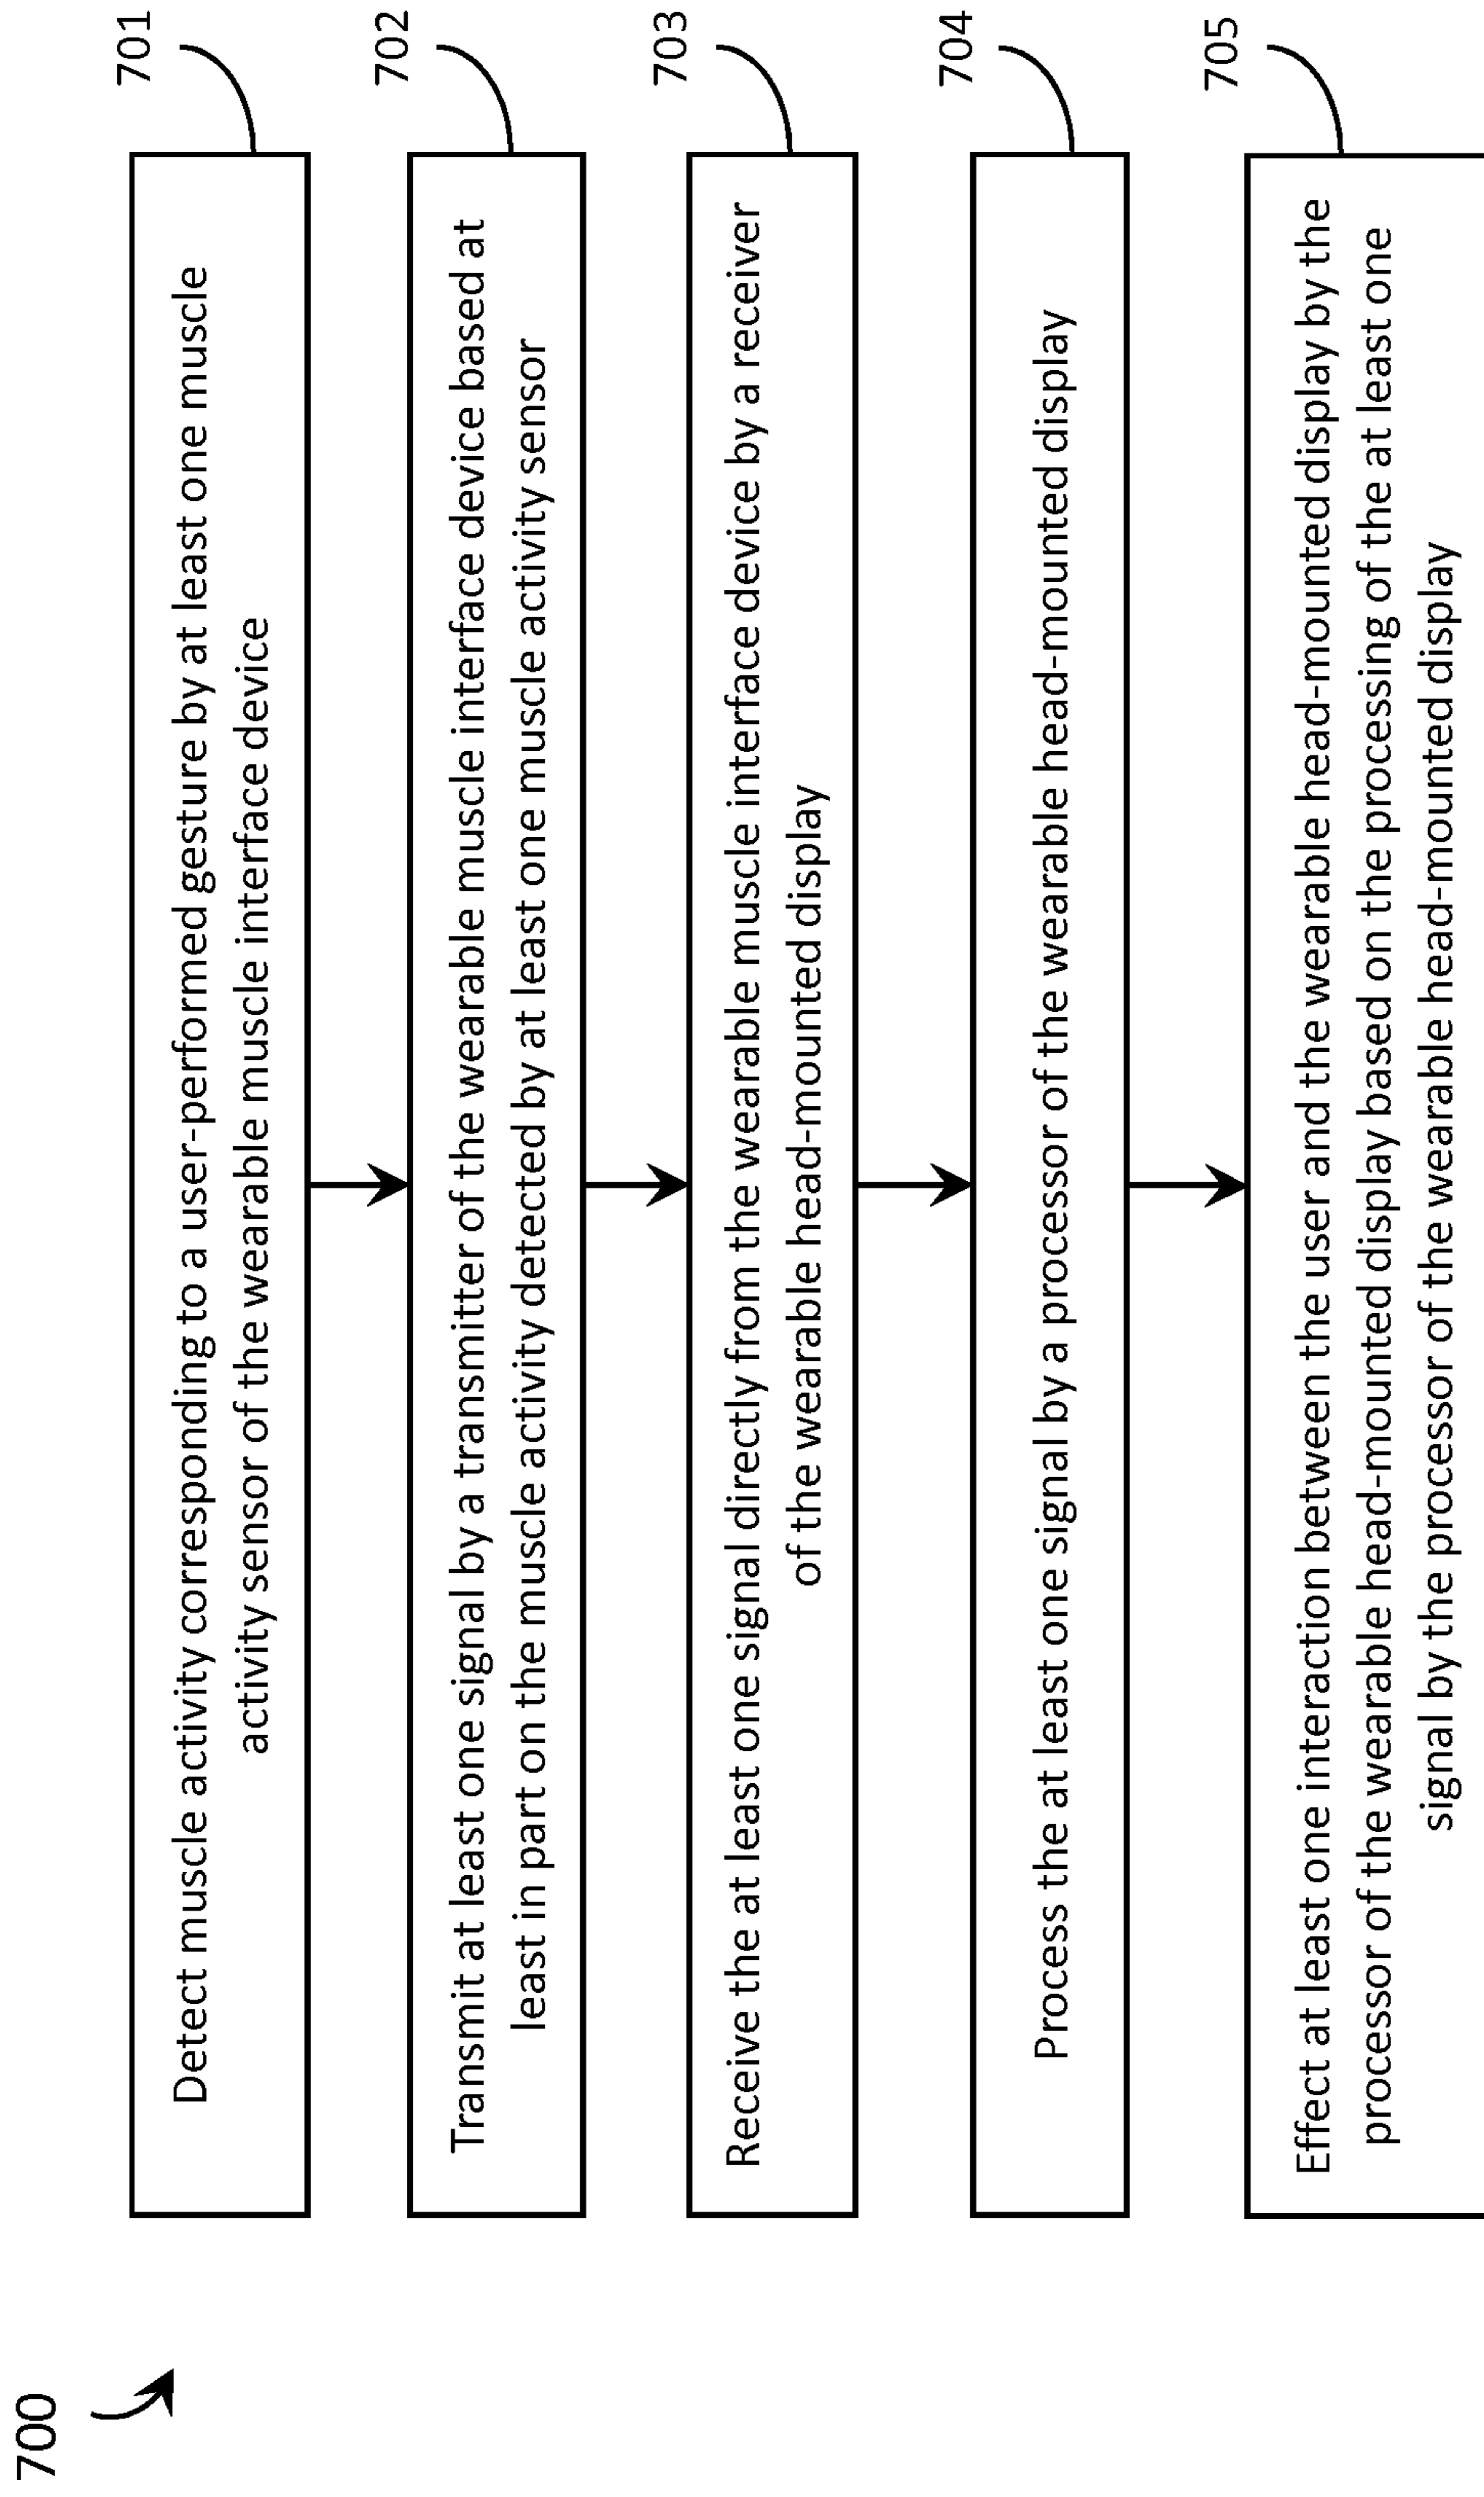 700
701
Detect muscle activity corresponding to a user-performed gesture by at least one muscle
activity sensor of the wearable muscle interface device
702
Transmit at least one signal by a transmitter of the wearable muscle interface device based at
least in part on the muscle activity detected by at least one muscle activity sensor
703
Receive the at least one signal directly from the wearable muscle interface device by a receiver
of the wearable head-mounted display
704
Process the at least one signal by a processor of the wearable head-mounted display
705
Effect at least one interaction between the user and the wearable head-mounted display by the
processor of the wearable head-mounted display based on the processing of the at least one
signal by the processor of the wearable head-mounted display